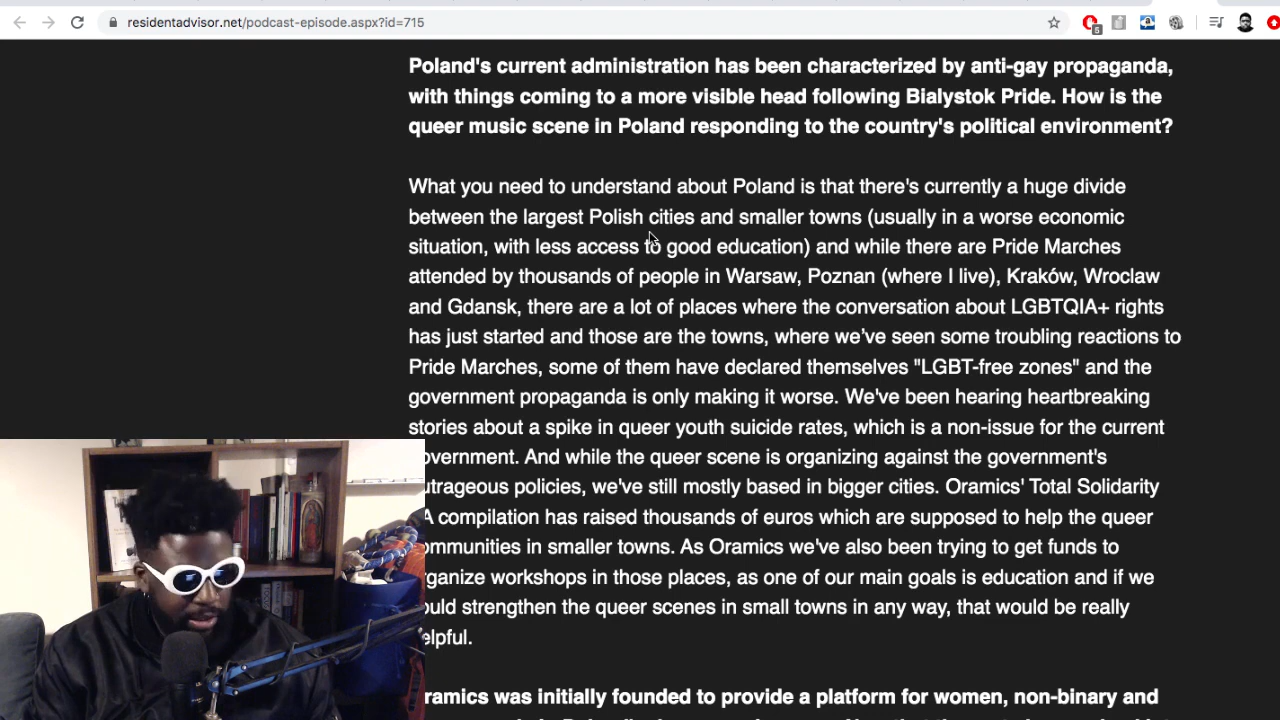 residentadvisor.net/podcast-episode.aspx?id=715
5
Poland's current administration has been characterized by anti-gay propaganda,
with things coming to a more visible head following Bialystok Pride. How is the
queer music scene in Poland responding to the country's political environment?
What you need to understand about Poland is that there's currently a huge divide
between the largest Polish cities and smaller towns (usually in a worse economic
situation, with less access to good education) and while there are Pride Marches
attended by thousands of people in Warsaw, Poznan (where I live), Kraków, Wroclaw
and Gdansk, there are a lot of places where the conversation about LGBTQIA+ rights
has just started and those are the towns, where we've seen some troubling reactions to
Pride Marches, some of them have declared themselves "LGBT-free zones" and the
government propaganda is only making it worse. We've been hearing heartbreaking
stories about a spike in queer youth suicide rates, which is a non-issue for the current
overnment. And while the queer scene is organizing against the government's
utrageous policies, we've still mostly based in bigger cities. Oramics' Total Solidarity
A compilation has raised thousands of euros which are supposed to help the queer
ommunities in smaller towns. As Oramics we've also been trying to get funds to
rganize workshops in those places, as one of our main goals is education and if we
ould strengthen the queer scenes in small towns in any way, that would be really
elpful.
ramics was initially founded to provide a platform for women, non-binary and